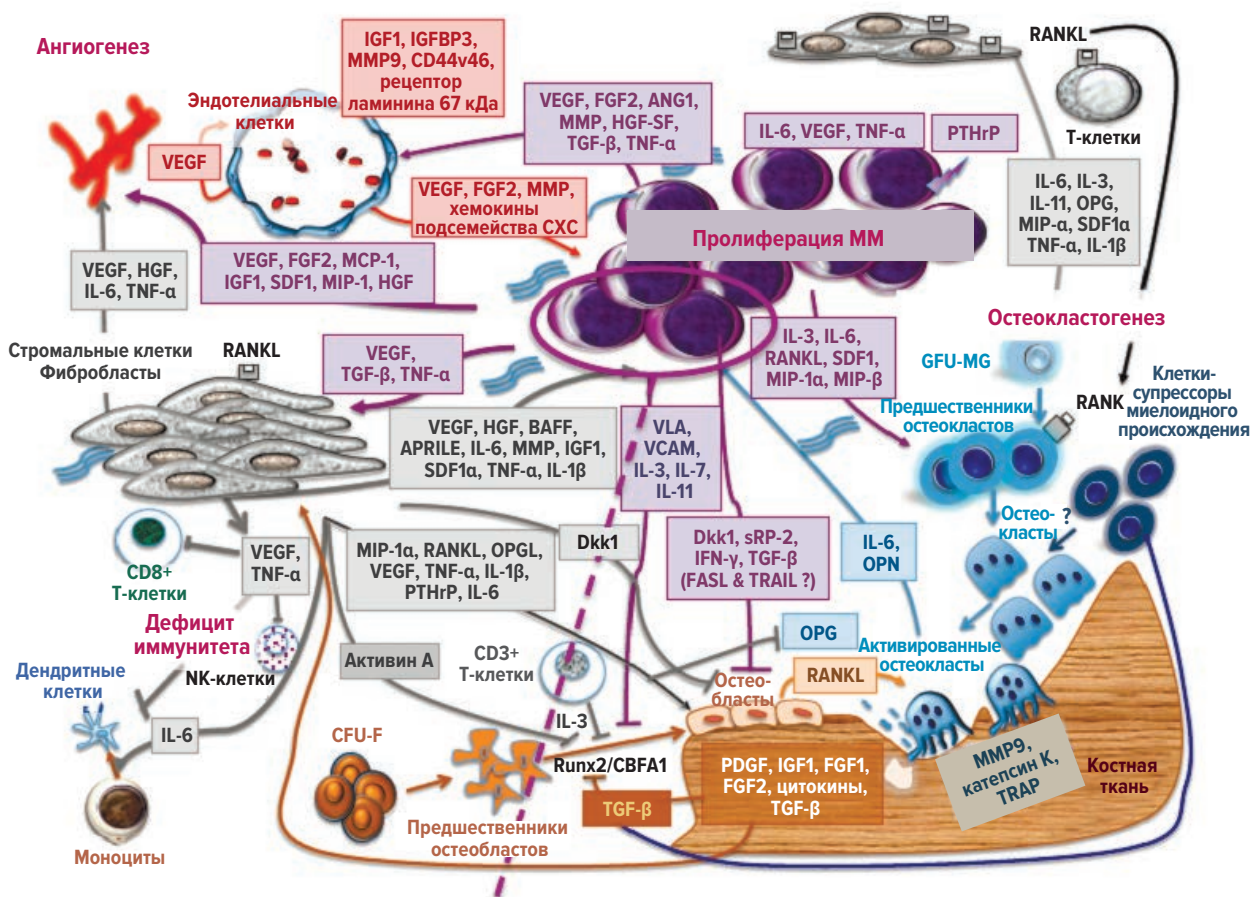 Ангиогенез
IGF1, IGFBP3,
MMP9, CD44v46,
рецептор
ламинина 67 кДа
Эндотелиальные
клетки
VEGF
VEGF, FGF2, ANG1,
MMP, HGF-SF,
TGF-β, TNF-α
IL-6, VEGF, TNF-α
PTHrP
RANKL
Т-клетки
IL-6, IL-3,
IL-11, OPG,
MIP-α, SDF1α
TNF-α, IL-1β
VEGF, FGF2, MMP,
хемокины
подсемейства CXC
Пролиферация ММ
VEGF, HGF,
IL-6, TNF-α
VEGF, FGF2, MCP-1,
IGF1, SDF1, MIP-1, HGF
Стромальные клетки
Фибробласты
RANKL
VEGF,
TGF-β, TNF-α
IL-3, IL-6,
RANKL, SDF1,
MIP-1α, MIP-β
Остеокластогенез
GFU-MG
Предшественники
остеокластов
RANK
Клетки-
супрессоры
миелоидного
происхождения
VEGF, HGF, BAFF,
APRILE, IL-6, MMP, IGF1,
SDF1α, TNF-α, IL-1β
VLA,
VCAM,
IL-3, IL-7,
IL-11
Остео-
класты
?
CD8+
Т-клетки
VEGF,
TNF-α
MIP-1α, RANKL, OPGL,
VEGF, TNF-α, IL-1β,
PTHrP, IL-6
Dkk1
Dkk1, sRP-2,
IFN-γ, TGF-β
(FASL & TRAIL ?)
IL-6,
OPN
Дефицит
иммунитета
NK-клетки
Дендритные
клетки
IL-6
Моноциты
Активин А
CD3+
Т-клетки
IL-3
OPG
Активированные
остеокласты
Остео-
бласты
RANKL
CFU-F
Runx2/CBFA1
Предшественники
остеобластов
TGF-β
PDGF, IGF1, FGF1,
FGF2, цитокины,
TGF-β
MMP9,
катепсин К,
TRAP
Костная
ткань